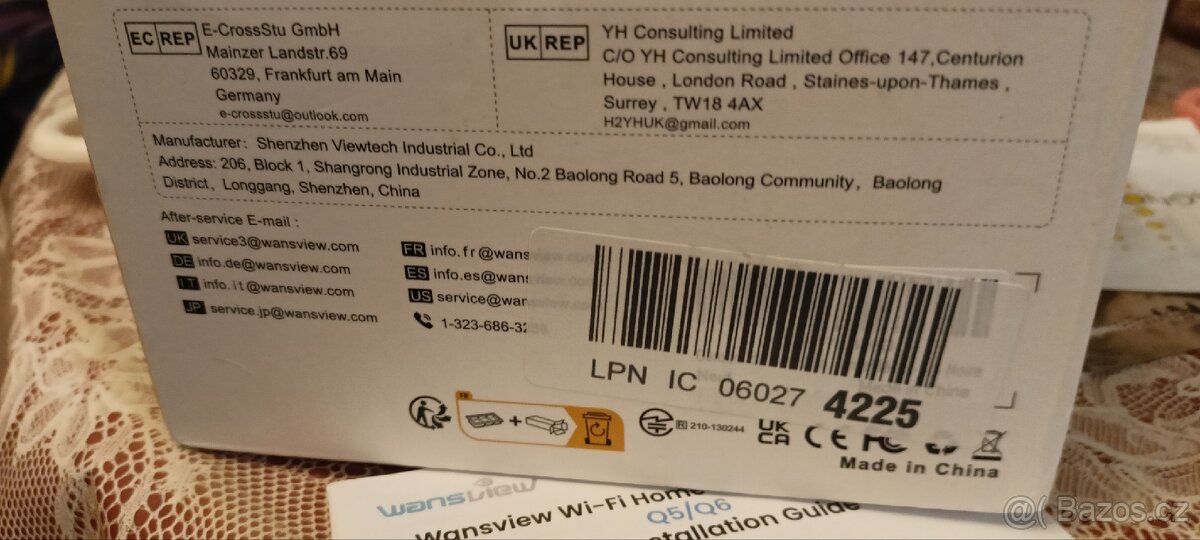 EC REP
E-CrossStu GmbH
Mainzer Landstr.69
60329, Frankfurt am Main
Germany
e-crossstu@outlook.com
UK REP
YH Consulting Limited
C/O YH Consulting Limited Office 147,Centurion
House , London Road , Staines-upon-Thames ,
Surrey , TW18 4AX
H2YHUK@gmail.com
Manufacturer: Shenzhen Viewtech Industrial Co., Ltd
Address: 206, Block 1, Shangrong Industrial Zone, No.2 Baolong Road 5, Baolong Community, Baolong
District, Longgang, Shenzhen, China
After-service E-mail :
UK service3@wansview.com
DE info.de@wansview.com
IT info.it@wansview.com
JP service.jp@wansview.com
FR info.fr@wans
ES info.es@wans
US service@wan
1-323-686-32
LPN IC 06027 4225
FR
+
R 210-130244
UK
CA
CE FC
Made in China
wansview
Wansview Wi-Fi Home
Q5/Q6
Installation Guide
Bazos.cz